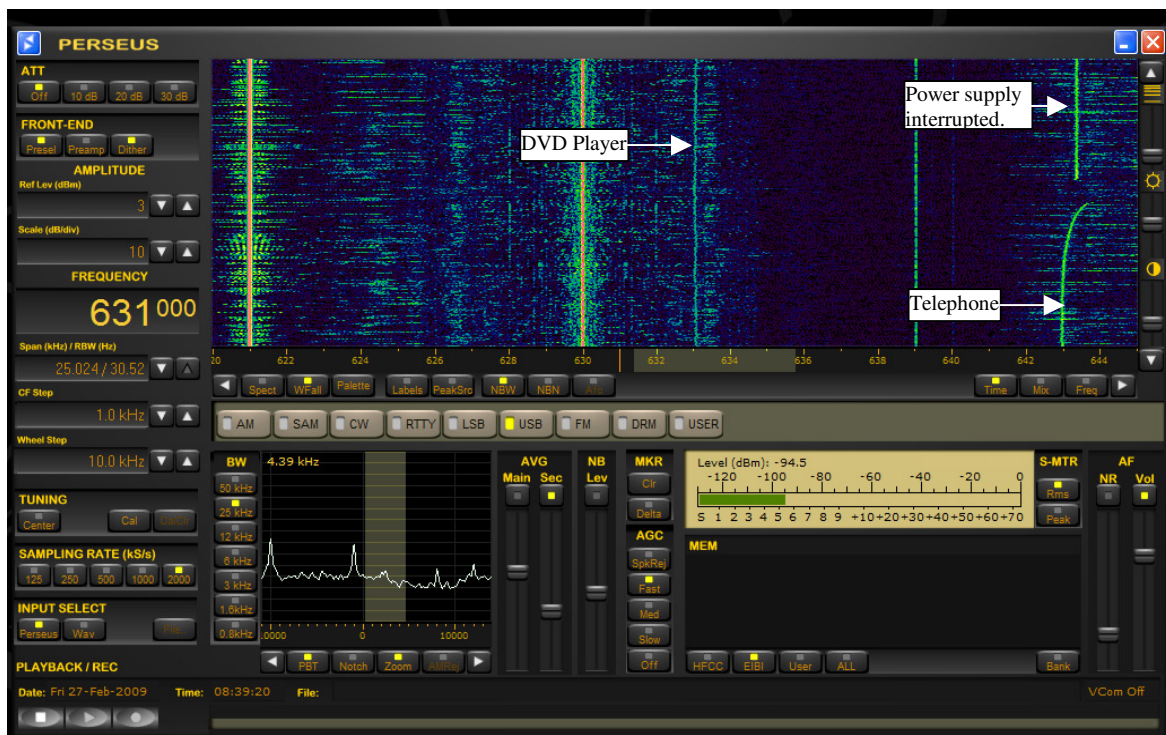 PERSEUS
ATT
Off 10 dB 20 dB 30 dB
FRONT-END
Presel Preamp Dither
AMPLITUDE
Ref Lev (dBm)
3
Scale (dB/div)
10
FREQUENCY
631000
Span (kHz) / RBW (Hz)
25.024 / 30.52
CF Step
1.0 kHz
Wheel Step
10.0 kHz
TUNING
Center Cal
SAMPLING RATE (kS/s)
125 250 500 1000 2000
INPUT SELECT
Perseus Wav File...
PLAYBACK / REC
DVD Player
Power supply
interrupted.
Telephone
20 622 624 626 628 630 632 634 636 638 640 642 644
Spect WFall Palette Labels PeakSrc NBW NBN Afc Time Mix Freq
AM SAM CW RTTY LSB USB FM DRM USER
BW
50 kHz
25 kHz
12 kHz
6 kHz
3 kHz
1.6kHz
0.8kHz
4.39 kHz
.0000 0 10000
PBT Notch Zoom AMRej
AVG
Main Sec
NB
Lev
MKR
Clr
Delta
AGC
SpkRej
Fast
Med
Slow
Off
Level (dBm): -94.5
-120 -100 -80 -60 -40 -20 0
S 1 2 3 4 5 6 7 8 9 +10+20+30+40+50+60+70
S-MTR
Rms
Peak
AF
NR Vol
MEM
HFCC EIBI User ALL Bank
Date: Fri 27-Feb-2009 Time: 08:39:20 File: VCom Off